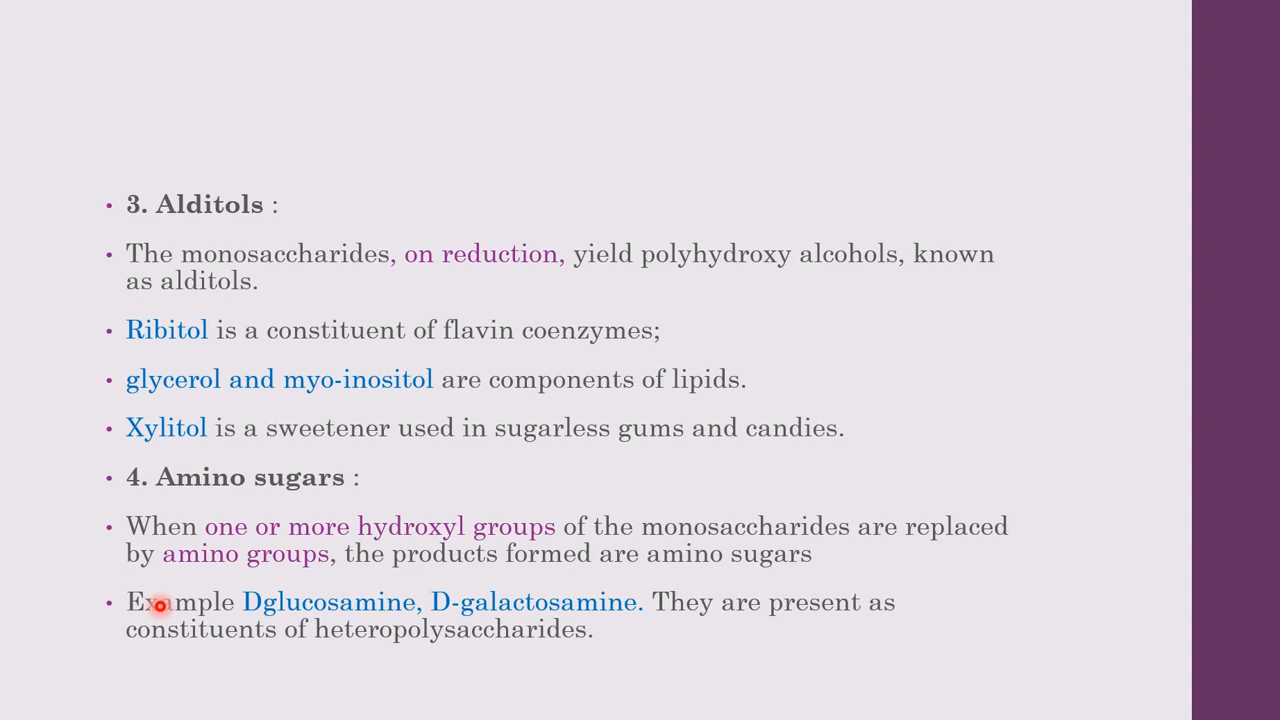 • 3. Alditols :
• The monosaccharides, on reduction, yield polyhydroxy alcohols, known
as alditols.
• Ribitol is a constituent of flavin coenzymes;
• glycerol and myo-inositol are components of lipids.
• Xylitol is a sweetener used in sugarless gums and candies.
• 4. Amino sugars :
• When one or more hydroxyl groups of the monosaccharides are replaced
by amino groups, the products formed are amino sugars
• Example Dglucosamine, D-galactosamine. They are present as
constituents of heteropolysaccharides.